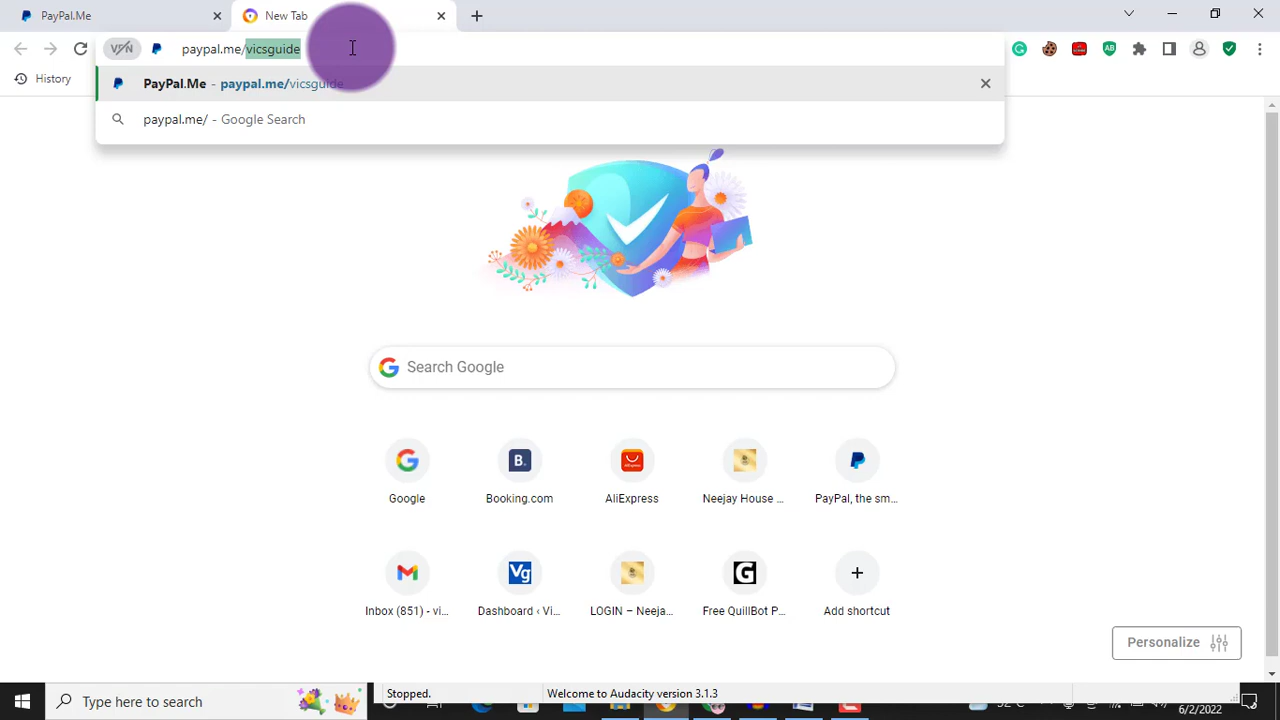 PayPal.Me
New Tab
VPN paypal.me/vicsguide
History
PayPal.Me - paypal.me/vicsguide
paypal.me/ - Google Search
Search Google
Google Booking.com AliExpress Neejay House ... PayPal, the sm...
Inbox (851) - vi... Dashboard ‹ Vi... LOGIN – Neeja... Free QuillBot P... Add shortcut
Personalize
Type here to search
Stopped. Welcome to Audacity version 3.1.3
6/2/2022